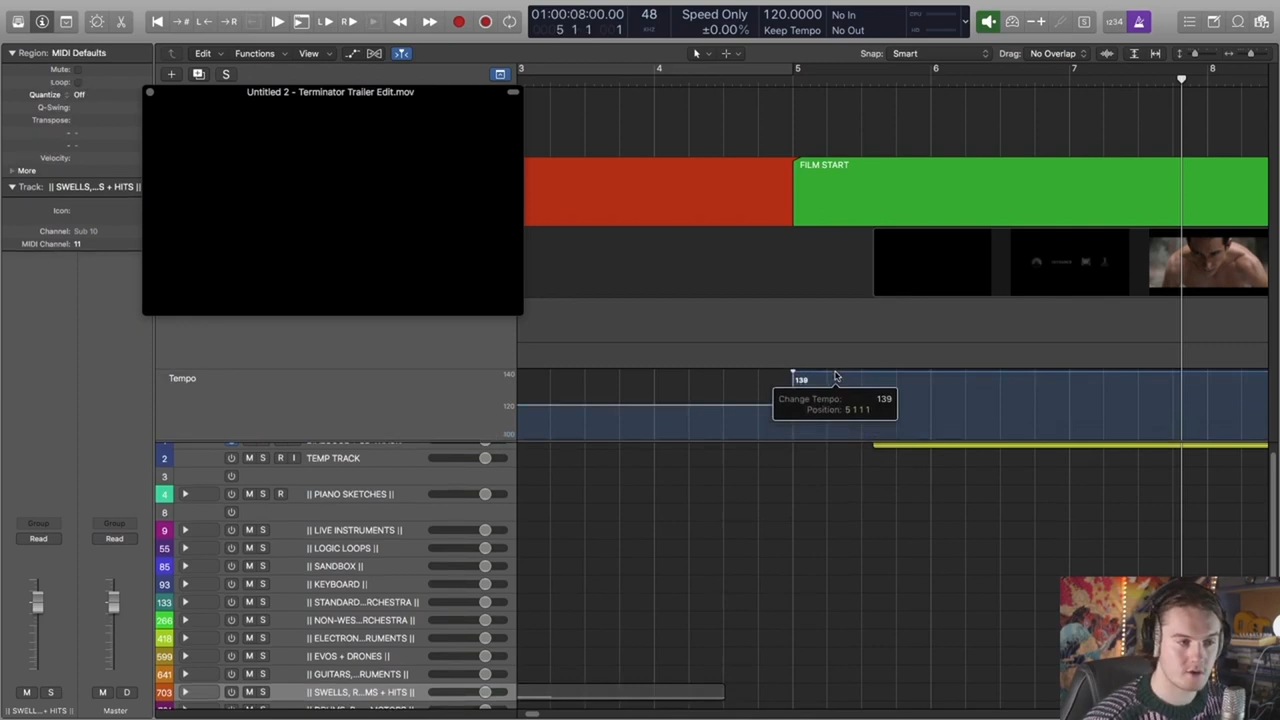 01:00:08:00.00
5 1 1 1
48
KHZ
Speed Only
±0.00%
120.0000
Keep Tempo
No In
No Out
CPU
HD
1234
Region: MIDI Defaults
Mute:
Loop:
Quantize Off
Q-Swing:
Transpose:
Velocity:
More
Track: || SWELLS,...S + HITS ||
Icon:
Channel: Sub 10
MIDI Channel: 11
Edit
Functions
View
Snap: Smart
Drag: No Overlap
S
3
4
5
6
7
8
Untitled 2 - Terminator Trailer Edit.mov
FILM START
Tempo
140
120
100
139
Change Tempo: 139
Position: 5 1 1 1
2 M S R I TEMP TRACK
3
4 M S R || PIANO SKETCHES ||
8
9 M S || LIVE INSTRUMENTS ||
55 M S || LOGIC LOOPS ||
85 M S || SANDBOX ||
93 M S || KEYBOARD ||
133 M S || STANDARD...RCHESTRA ||
266 M S || NON-WES...RCHESTRA ||
418 M S || ELECTRON...RUMENTS ||
599 M S || EVOS + DRONES ||
641 M S || GUITARS,...RUMENTS ||
703 M S || SWELLS, R...MS + HITS ||
Group
Group
Read
Read
M S
M D
|| SWELL...+ HITS ||
Master